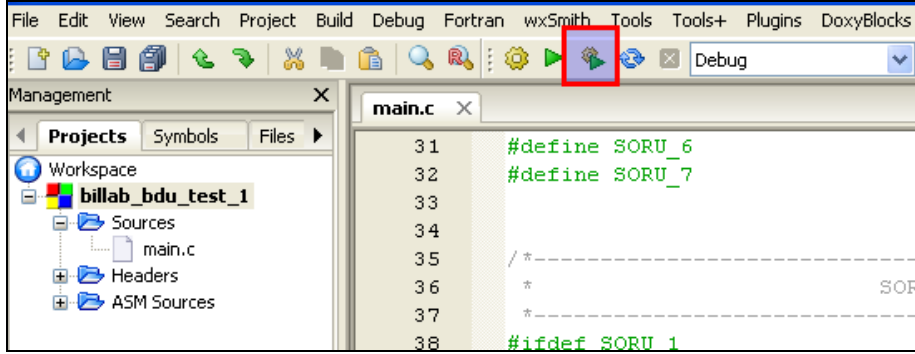 File Edit View Search Project Build Debug Fortran wxSmith Tools Tools+ Plugins DoxyBlocks
Debug
Management
main.c
Projects Symbols Files
Workspace
billab_bdu_test_1
Sources
main.c
Headers
ASM Sources
31 #define SORU_6
32 #define SORU_7
33
34
35 /*-----------------------------
36 * SOR
37 *-----------------------------
38 #ifdef SORU_1